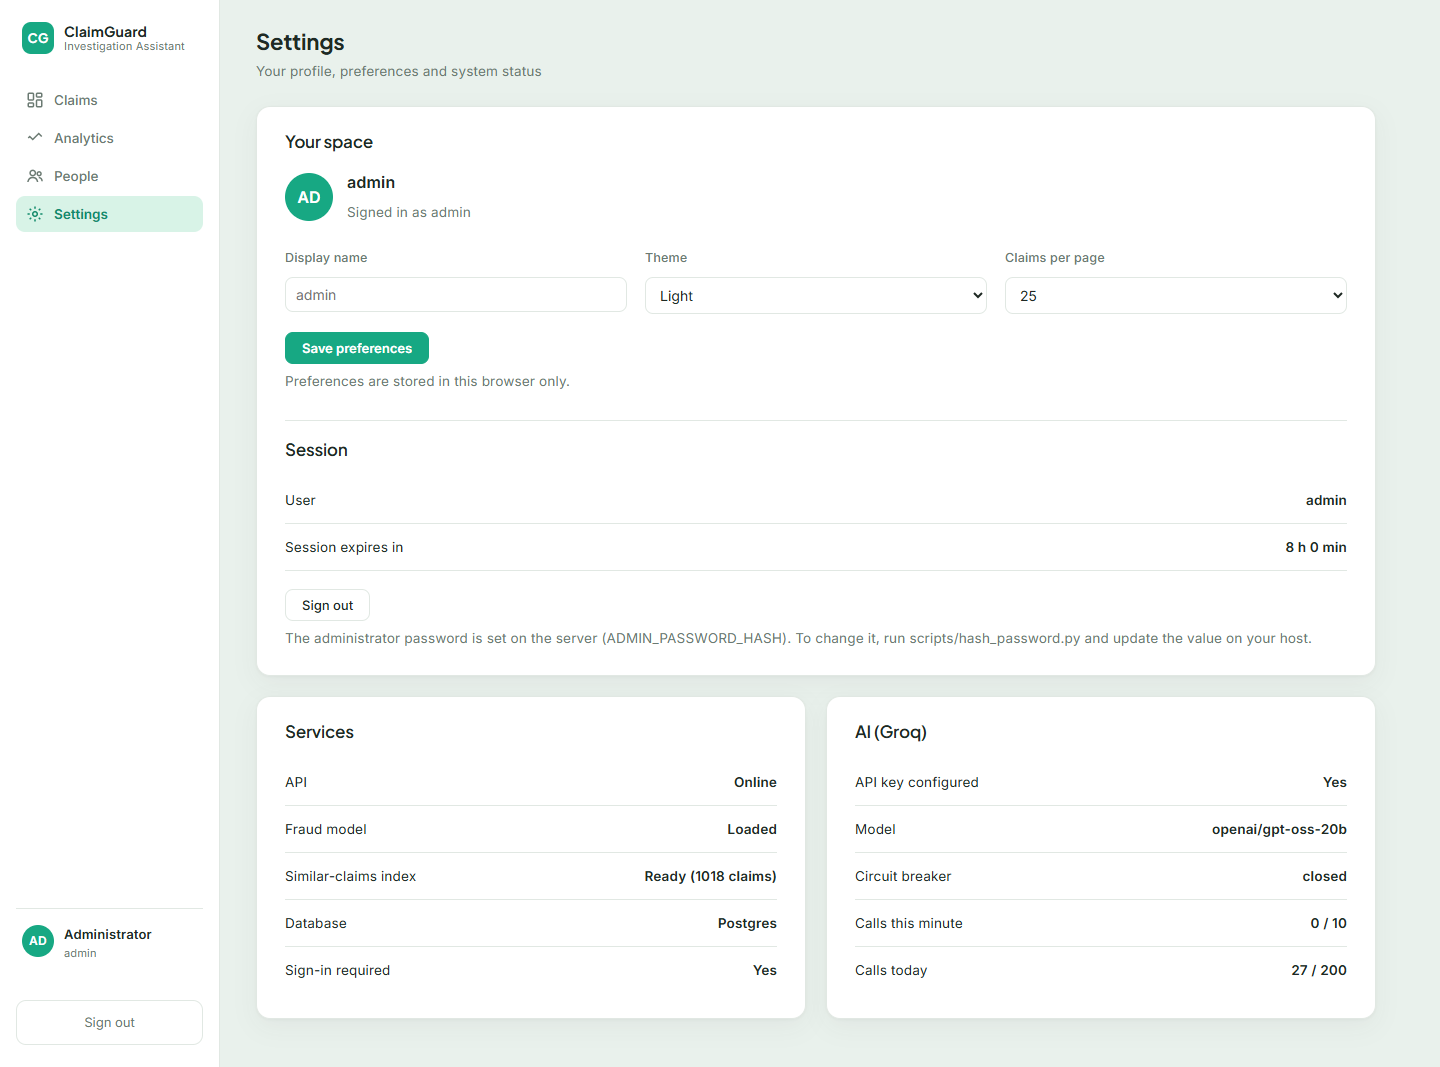 CG
ClaimGuard
Investigation Assistant
Claims
Analytics
People
Settings
AD
Administrator
admin
Sign out
Settings
Your profile, preferences and system status
Your space
AD
admin
Signed in as admin
Display name
admin
Theme
Light
Claims per page
25
Save preferences
Preferences are stored in this browser only.
Session
User admin
Session expires in 8 h 0 min
Sign out
The administrator password is set on the server (ADMIN_PASSWORD_HASH). To change it, run scripts/hash_password.py and update the value on your host.
Services
API Online
Fraud model Loaded
Similar-claims index Ready (1018 claims)
Database Postgres
Sign-in required Yes
AI (Groq)
API key configured Yes
Model openai/gpt-oss-20b
Circuit breaker closed
Calls this minute 0 / 10
Calls today 27 / 200